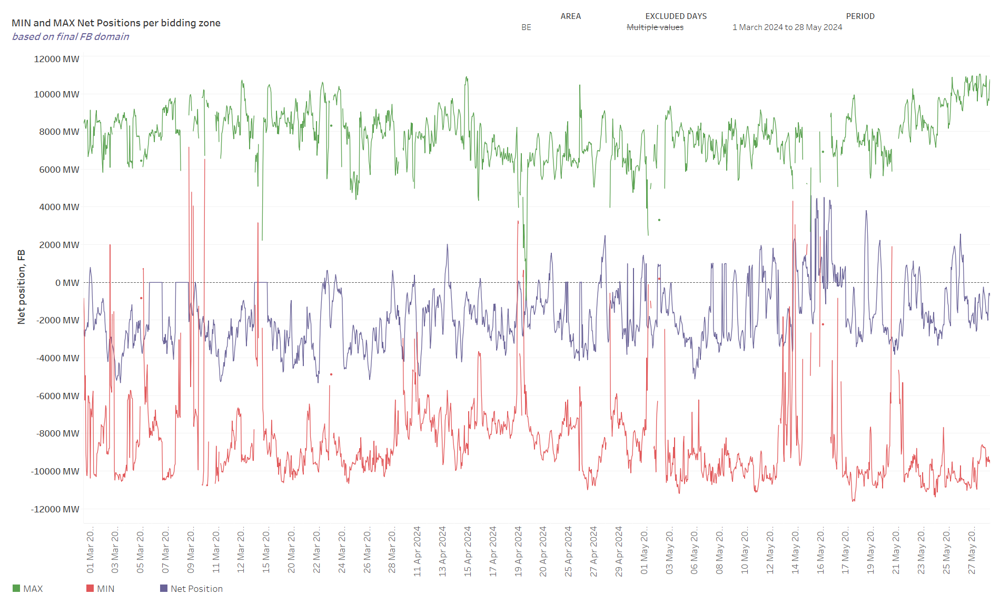 MIN and MAX Net Positions per bidding zone
based on final FB domain
AREA
BE
EXCLUDED DAYS
Multiple values
PERIOD
1 March 2024 to 28 May 2024
Net position, FB
12000 MW
10000 MW
8000 MW
6000 MW
4000 MW
2000 MW
0 MW
-2000 MW
-4000 MW
-6000 MW
-8000 MW
-10000 MW
-12000 MW
01 Mar 20..
03 Mar 20..
05 Mar 20..
07 Mar 20..
09 Mar 20..
11 Mar 20..
12 Mar 20..
15 Mar 20..
20 Mar 20..
22 Mar 20..
24 Mar 20..
26 Mar 20..
28 Mar 20..
11 Apr 2024
13 Apr 2024
15 Apr 2024
17 Apr 2024
19 Apr 2024
20 Apr 2024
25 Apr 2024
27 Apr 2024
29 Apr 2024
01 May 20..
03 May 20..
06 May 20..
08 May 20..
10 May 20..
12 May 20..
14 May 20..
16 May 20..
17 May 20..
19 May 20..
21 May 20..
23 May 20..
25 May 20..
27 May 20..
MAX
MIN
Net Position